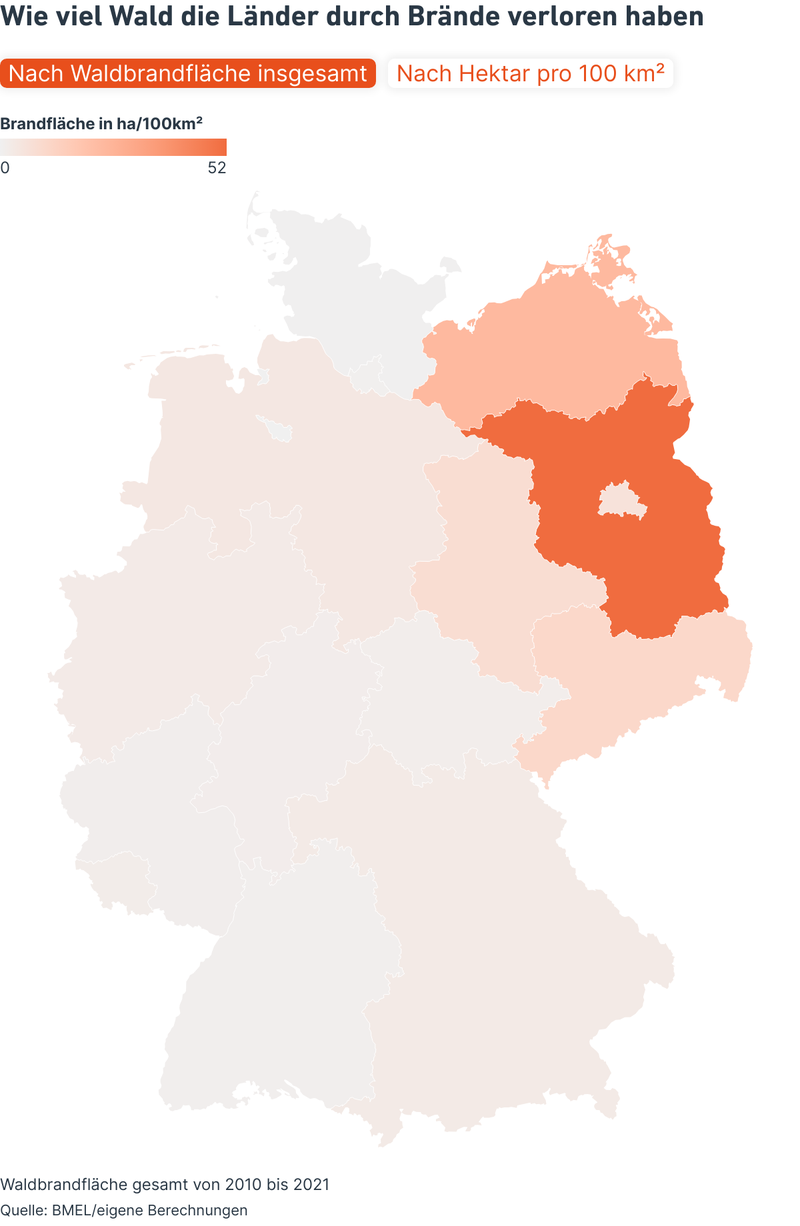 Wie viel Wald die Länder durch Brände verloren haben
Nach Waldbrandfläche insgesamt Nach Hektar pro 100 km²
Brandfläche in ha/100km²
0 52
Waldbrandfläche gesamt von 2010 bis 2021
Quelle: BMEL/eigene Berechnungen